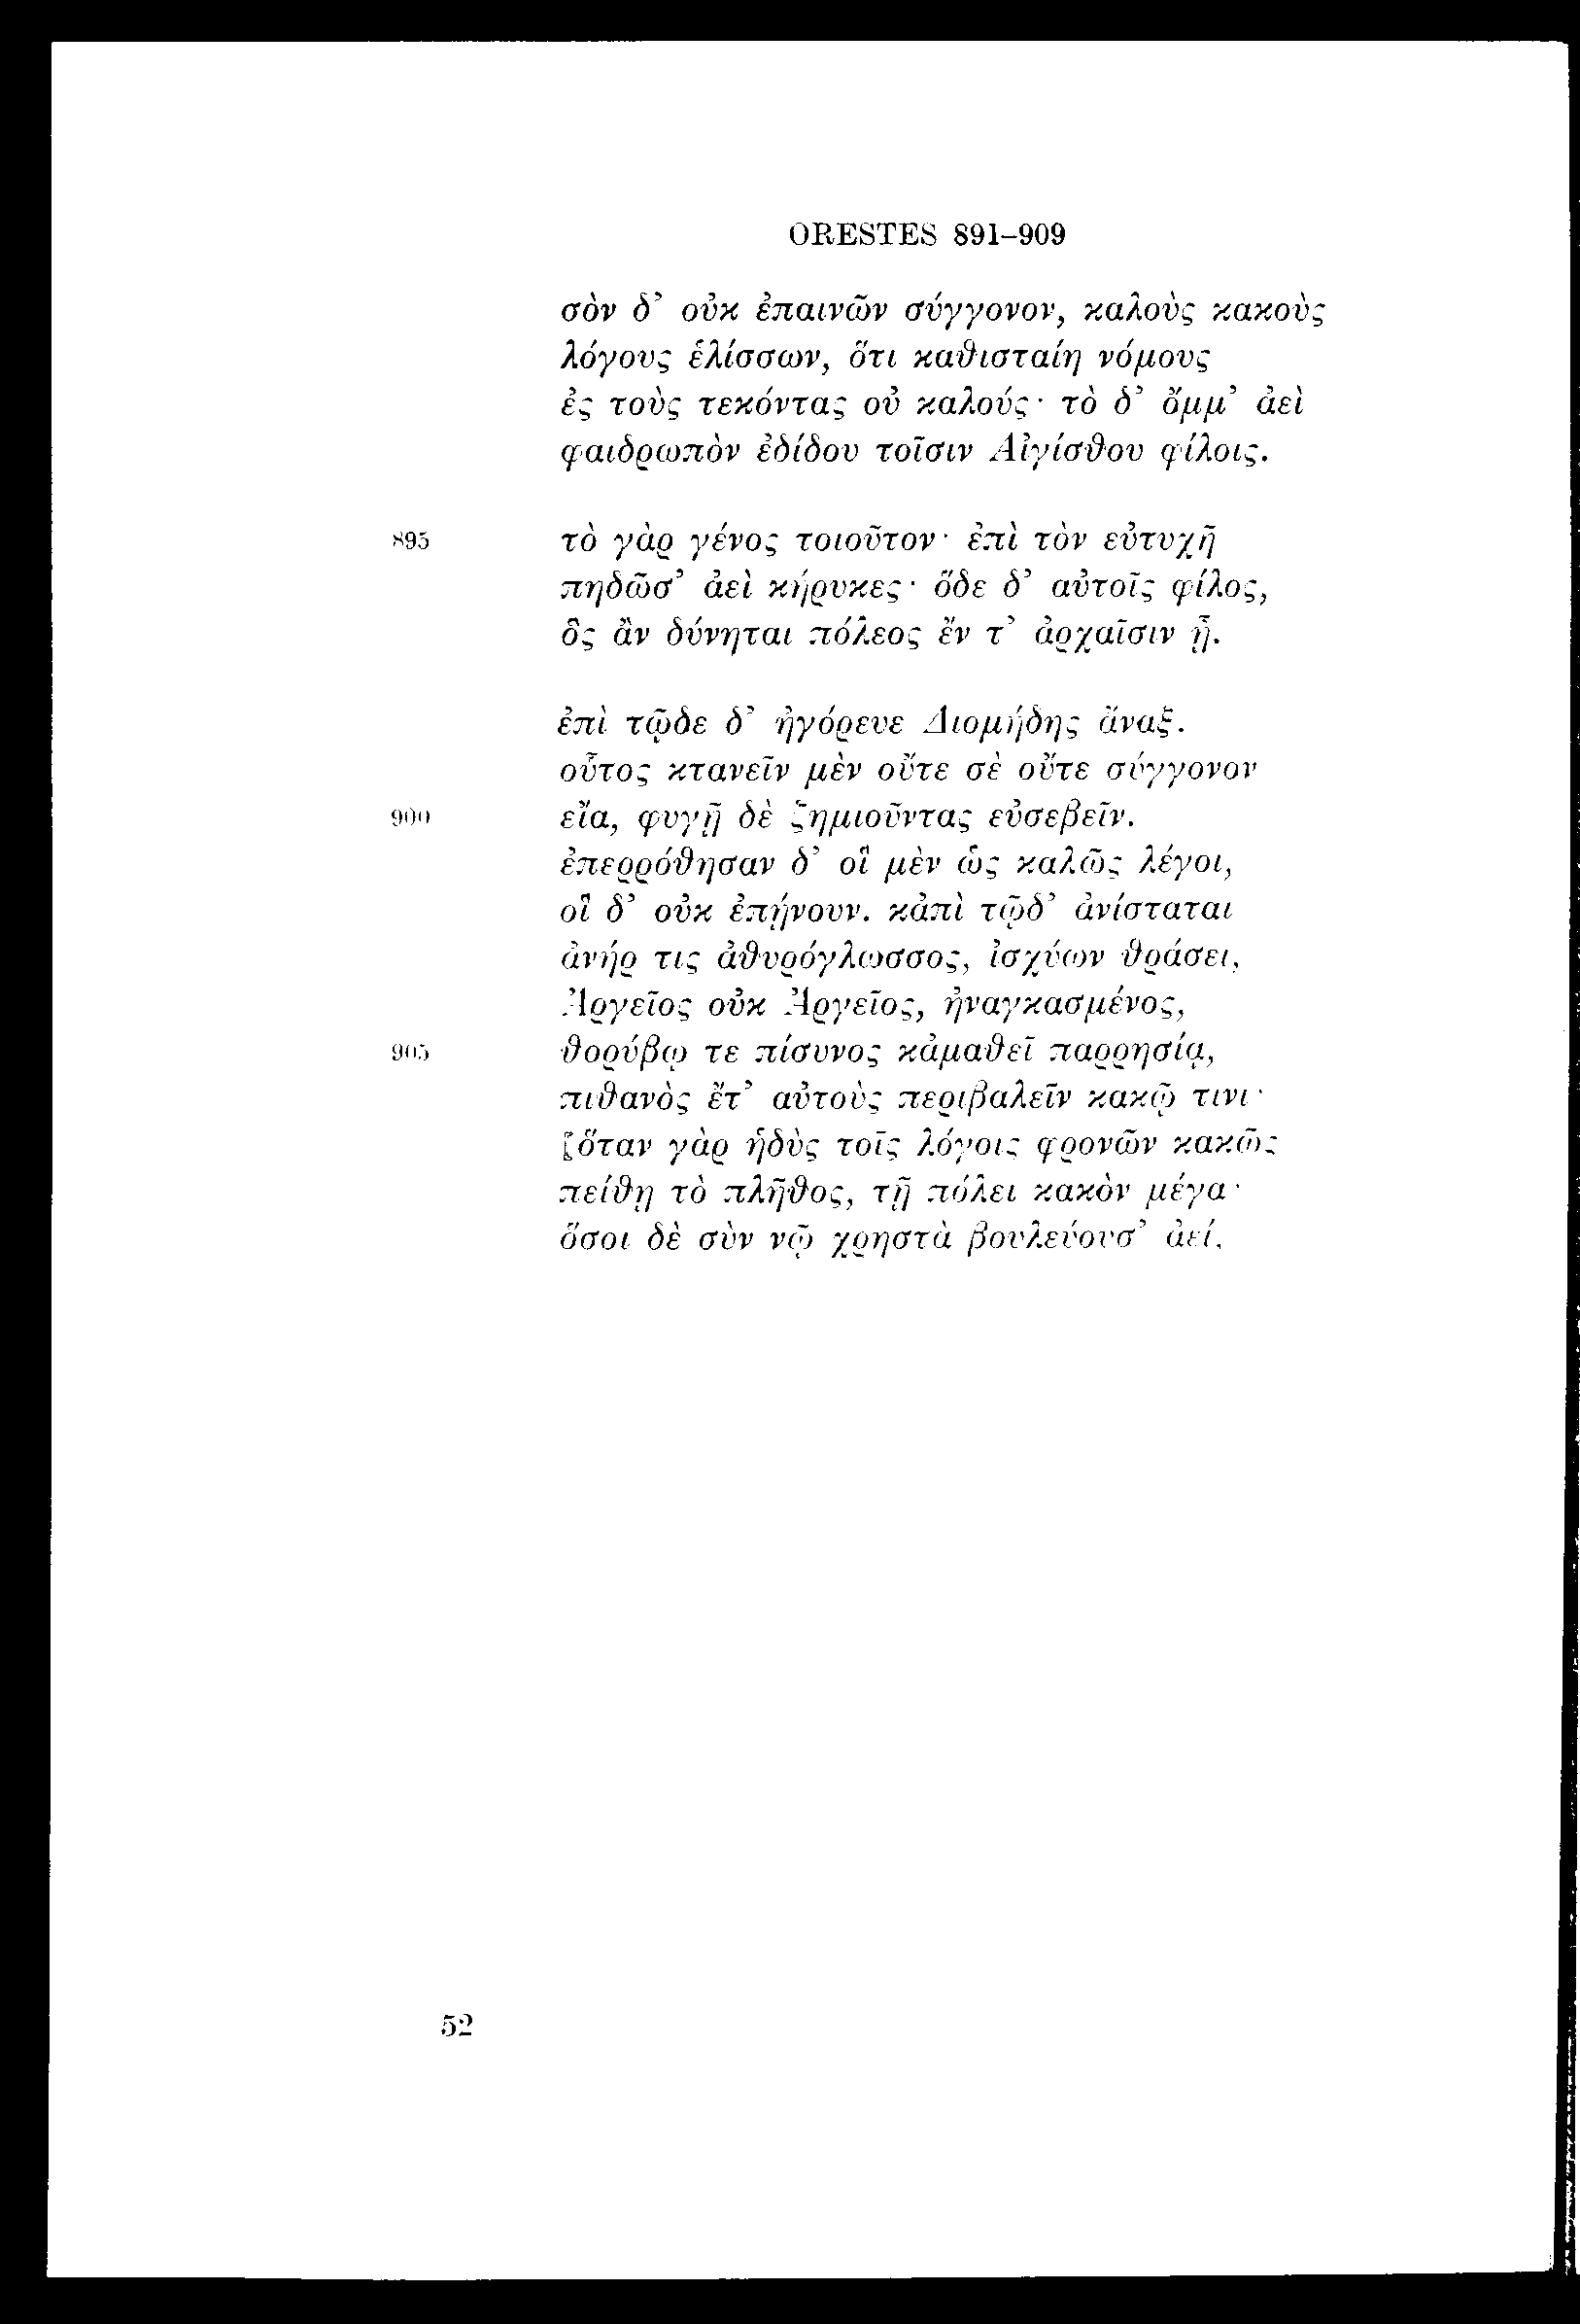 ORESTES 891–909
σὸν δ’ οὐκ ἐπαινῶν σύγγονον, καλοὺς κακοὺς
λόγους ἑλίσσων, ὅτι καθισταίη νόμους
ἐς τοὺς τεκόντας οὐ καλούς· τὸ δ’ ὄμμ’ ἀεὶ
φαιδρωπὸν ἐδίδου τοῖσιν Αἰγίσθου φίλοις.
895 τὸ γὰρ γένος τοιοῦτον· ἐπὶ τὸν εὐτυχῆ
πηδῶσ’ ἀεὶ κήρυκες· ὅδε δ’ αὐτοῖς φίλος,
ὃς ἂν δύνηται πόλεος ἔν τ’ ἀρχαῖσιν ᾖ.
ἐπὶ τῷδε δ’ ἠγόρευε Διομήδης ἄναξ.
οὗτος κτανεῖν μὲν οὔτε σὲ οὔτε σύγγονον
900 εἴα, φυγῇ δὲ ζημιοῦντας εὐσεβεῖν.
ἐπερρόθησαν δ’ οἳ μὲν ὡς καλῶς λέγοι,
οἳ δ’ οὐκ ἐπῄνουν. κἀπὶ τῷδ’ ἀνίσταται
ἀνήρ τις ἀθυρόγλωσσος, ἰσχύων θράσει,
Ἀργεῖος οὐκ Ἀργεῖος, ἠναγκασμένος,
905 θορύβῳ τε πίσυνος κἀμαθεῖ παρρησίᾳ,
πιθανὸς ἔτ’ αὐτοὺς περιβαλεῖν κακῷ τινι·
[ὅταν γὰρ ἡδὺς τοῖς λόγοις φρονῶν κακῶς
πείθῃ τὸ πλῆθος, τῇ πόλει κακὸν μέγα·
ὅσοι δὲ σὺν νῷ χρηστὰ βουλεύουσ’ ἀεί,
52